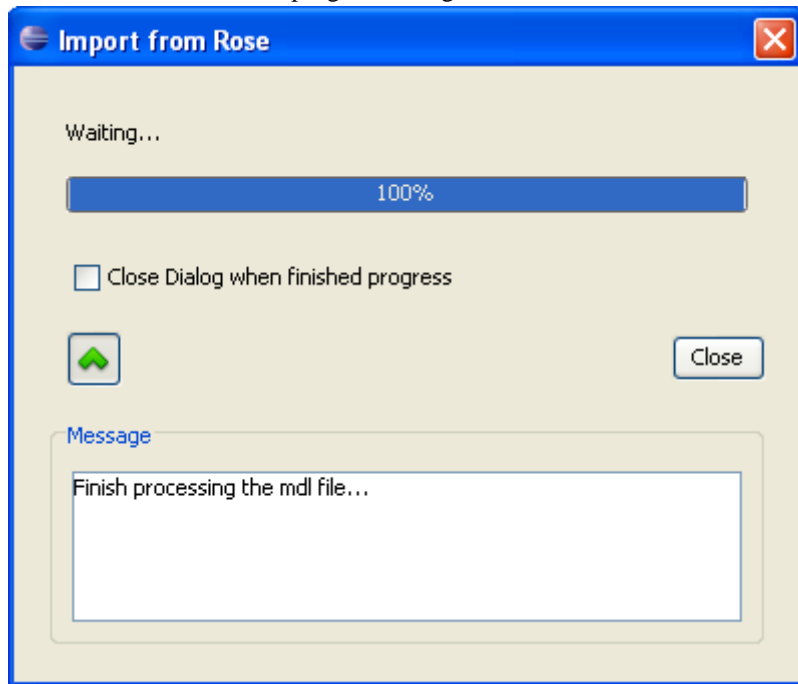 Import from Rose
Waiting...
100%
Close Dialog when finished progress
Close
Message
Finish processing the mdl file...